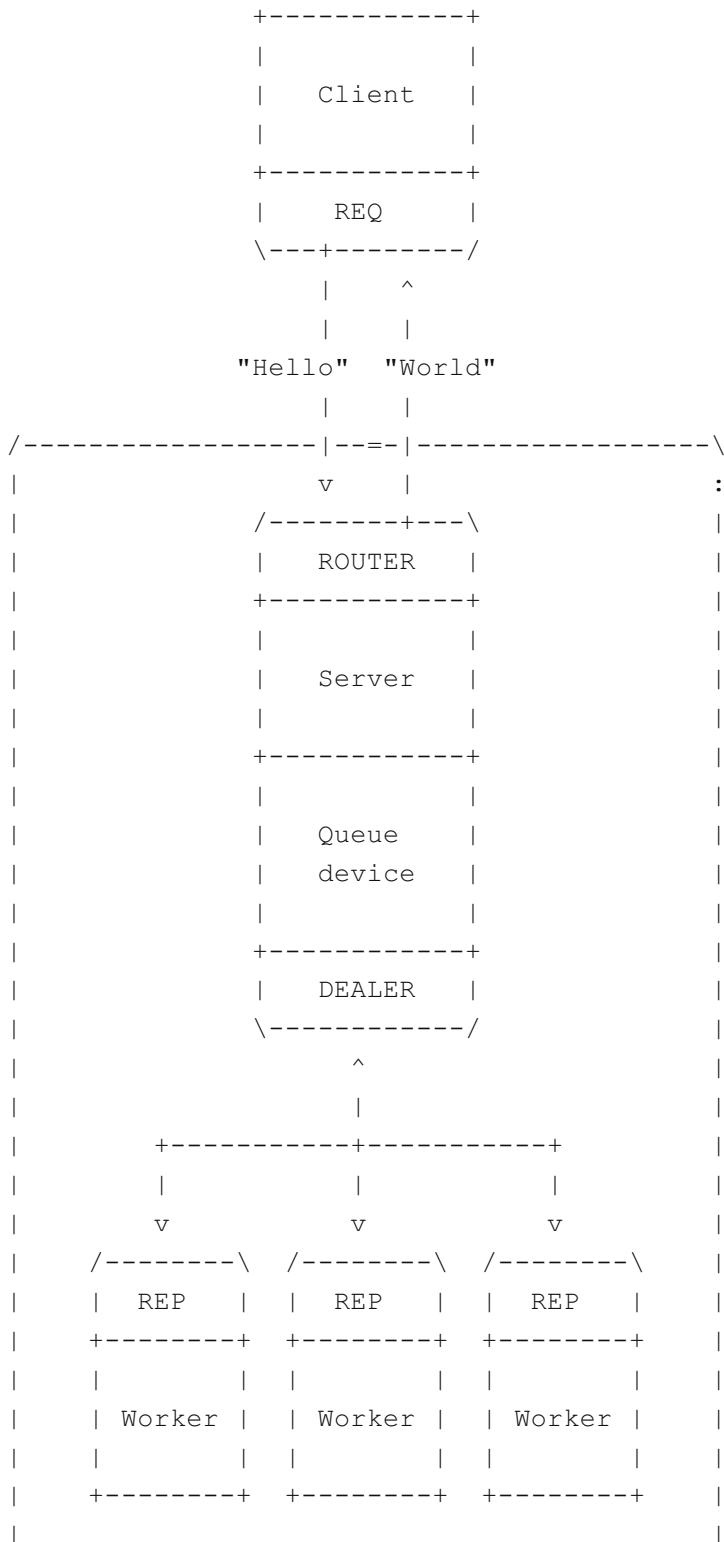 Client
REQ
"Hello" "World"
ROUTER
Server
Queue
device
DEALER
REP REP REP
Worker Worker Worker